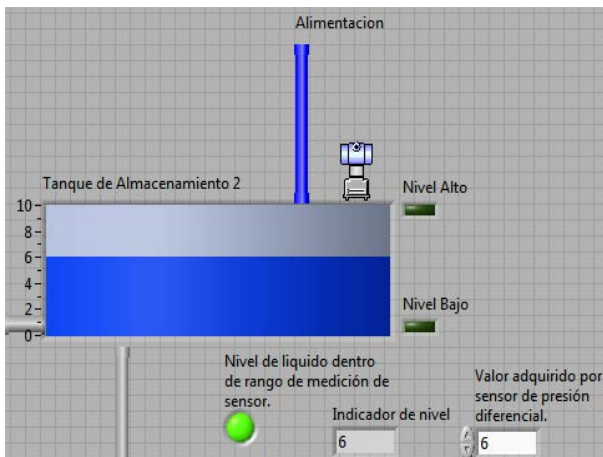 Alimentacion
Tanque de Almacenamiento 2
Nivel Alto
10
8
6
4
2
0
Nivel Bajo
Nivel de liquido dentro
de rango de medición de
sensor.
Indicador de nivel
6
Valor adquirido por
sensor de presión
diferencial.
6